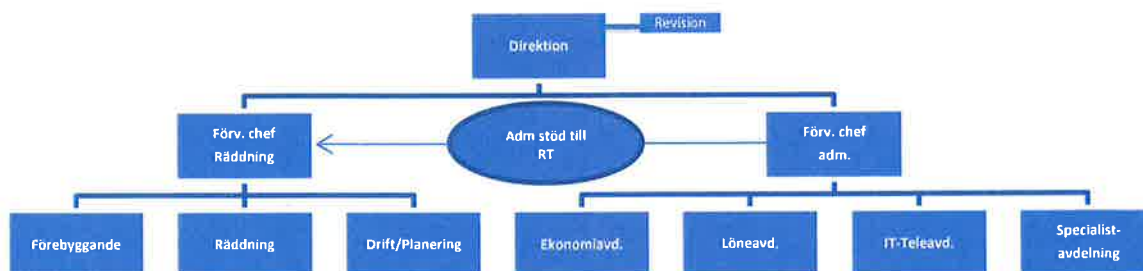 Revision
Direktion
Förv. chef
Räddning
Adm stöd till
RT
Förv. chef
adm.
Förebyggande
Räddning
Drift/Planering
Ekonomiavd.
Löneavd.
IT-Teleavd.
Specialist-
avdelning